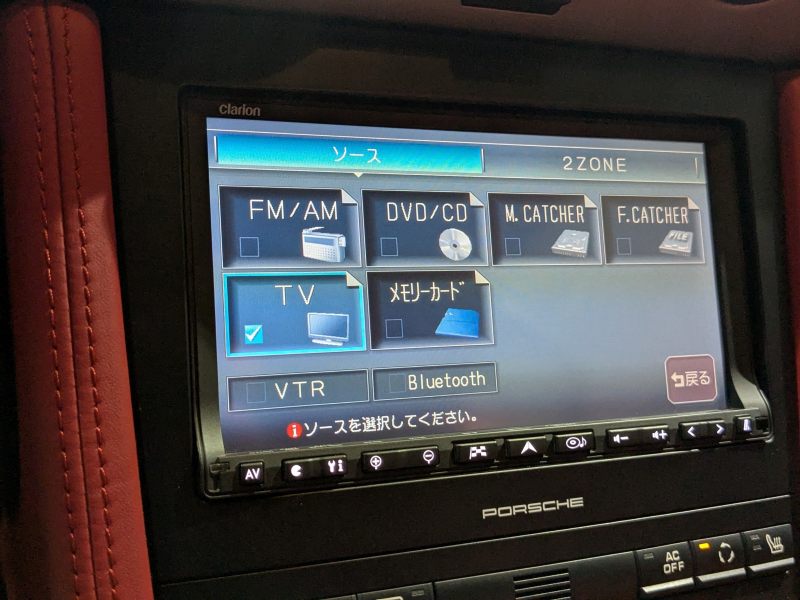 Clarion
ソース
2ZONE
FM/AM
DVD/CD
M.CATCHER
F.CATCHER
FILE
TV
メモリーカード
VTR
Bluetooth
戻る
iソースを選択してください。
AV
PORSCHE
AC
OFF